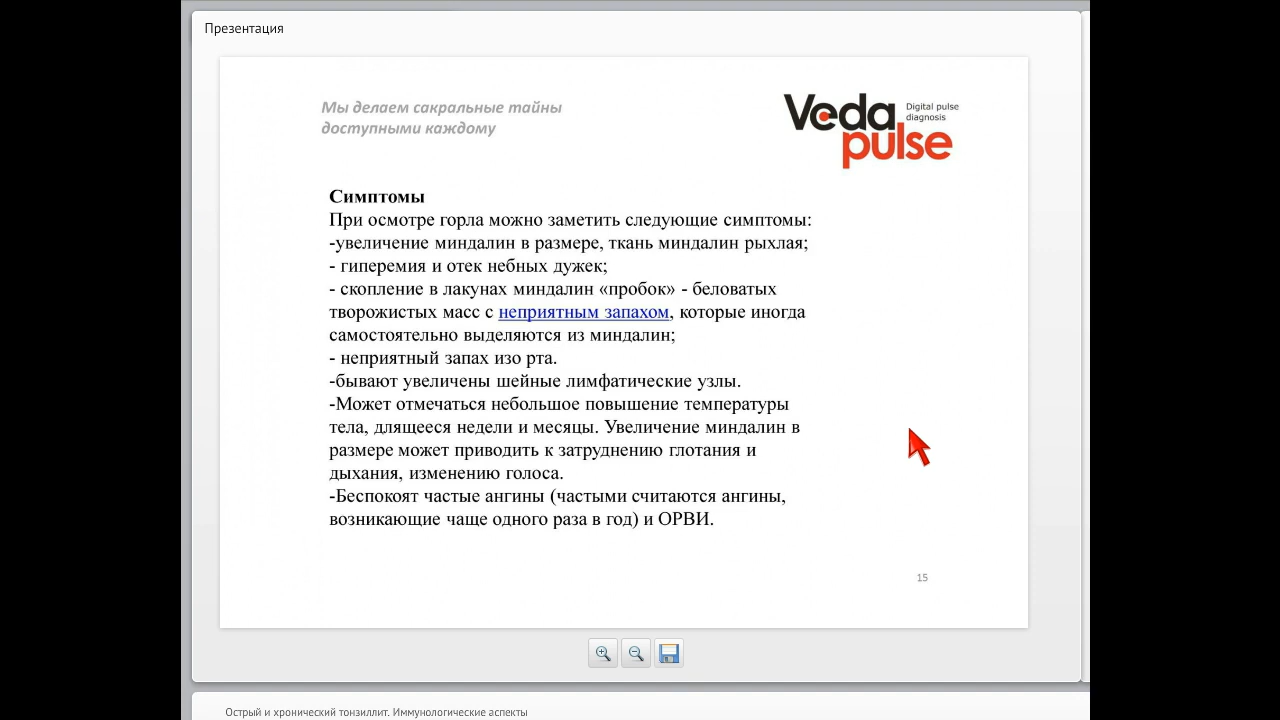 Презентация
Мы делаем сакральные тайны
доступными каждому
Veda
pulse
Digital pulse
diagnosis
Симптомы
При осмотре горла можно заметить следующие симптомы:
-увеличение миндалин в размере, ткань миндалин рыхлая;
- гиперемия и отек небных дужек;
- скопление в лакунах миндалин «пробок» - беловатых
творожистых масс с неприятным запахом, которые иногда
самостоятельно выделяются из миндалин;
- неприятный запах изо рта.
-бывают увеличены шейные лимфатические узлы.
-Может отмечаться небольшое повышение температуры
тела, длящееся недели и месяцы. Увеличение миндалин в
размере может приводить к затруднению глотания и
дыхания, изменению голоса.
-Беспокоят частые ангины (частыми считаются ангины,
возникающие чаще одного раза в год) и ОРВИ.
15
Острый и хронический тонзиллит. Иммунологические аспекты